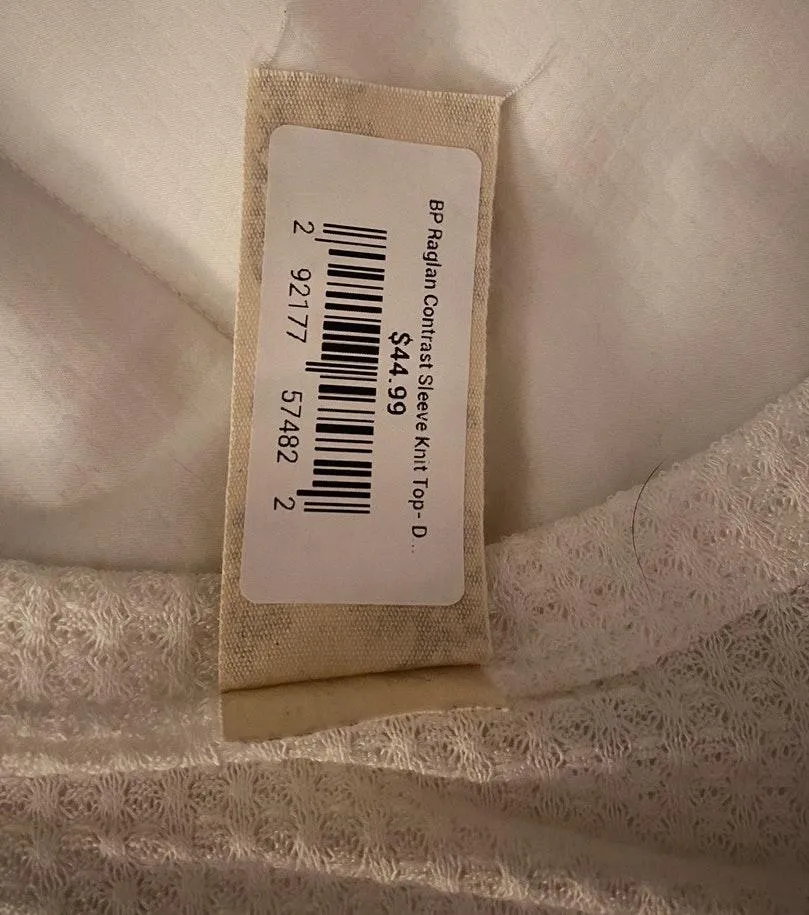 BP Raglan Contrast Sleeve Knit Top- D...
$44.99
2 92177 57482 2